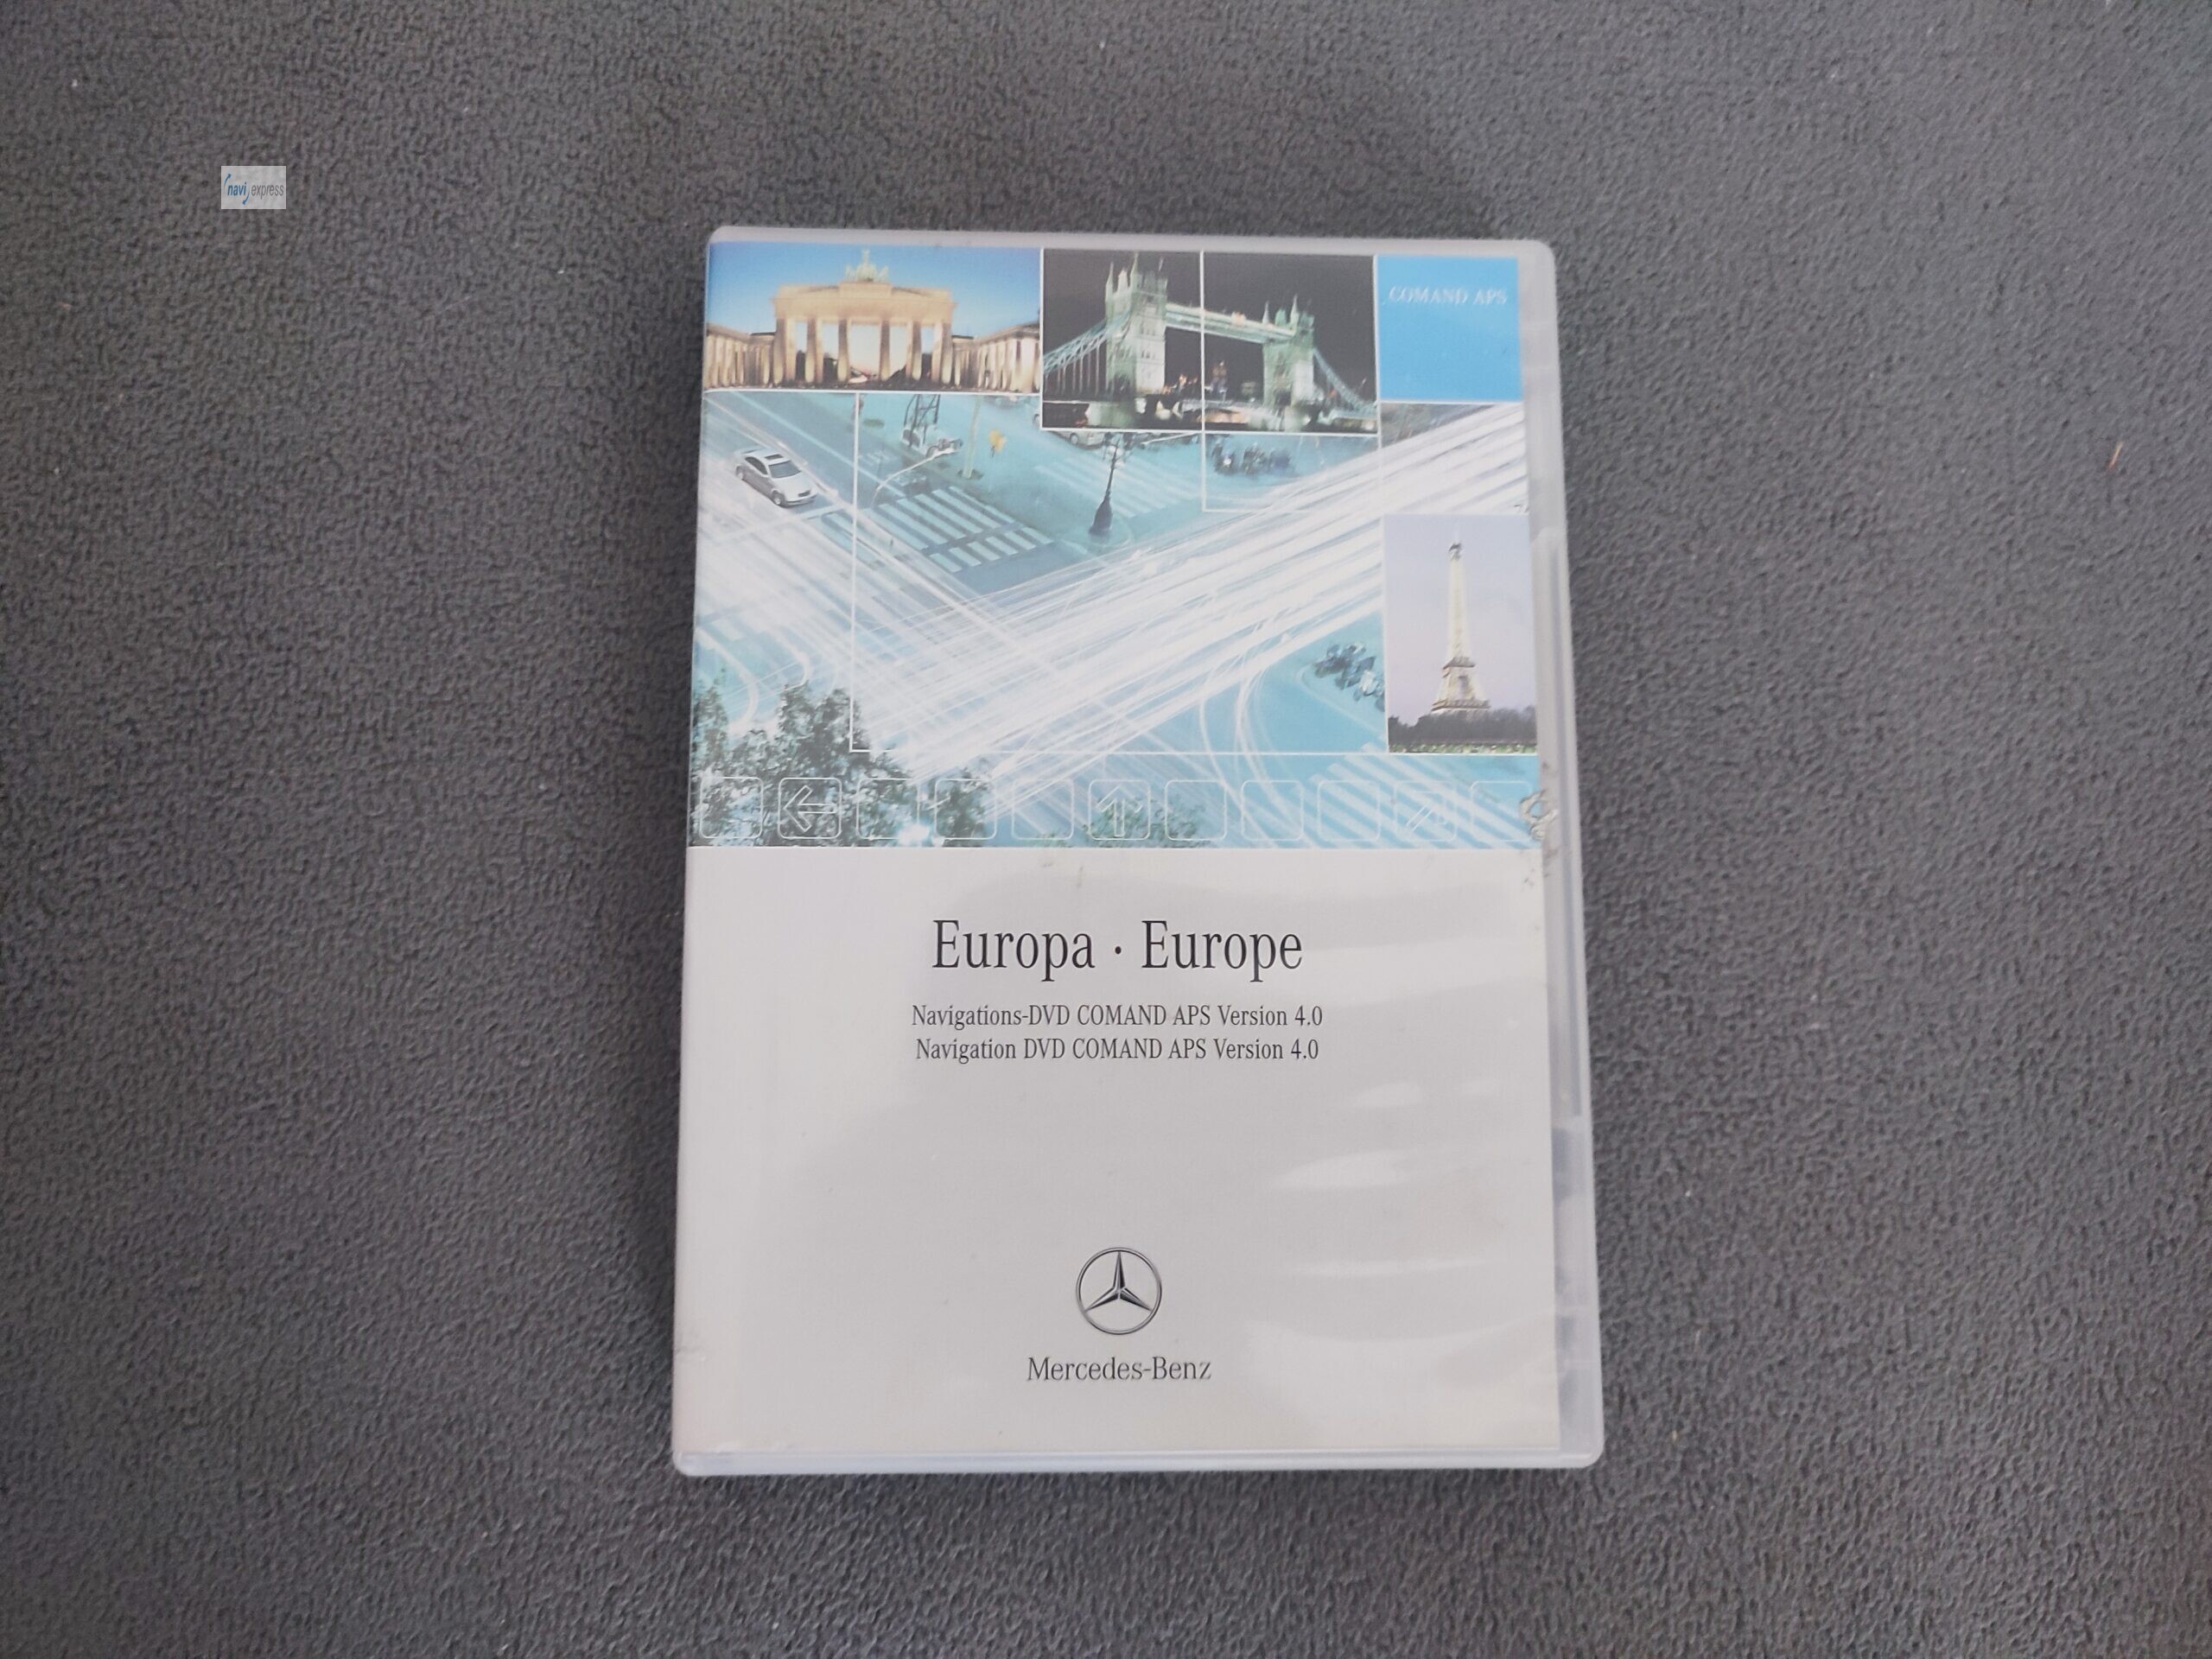 navi express
COMAND APS
Europa · Europe
Navigations-DVD COMAND APS Version 4.0
Navigation DVD COMAND APS Version 4.0
Mercedes-Benz